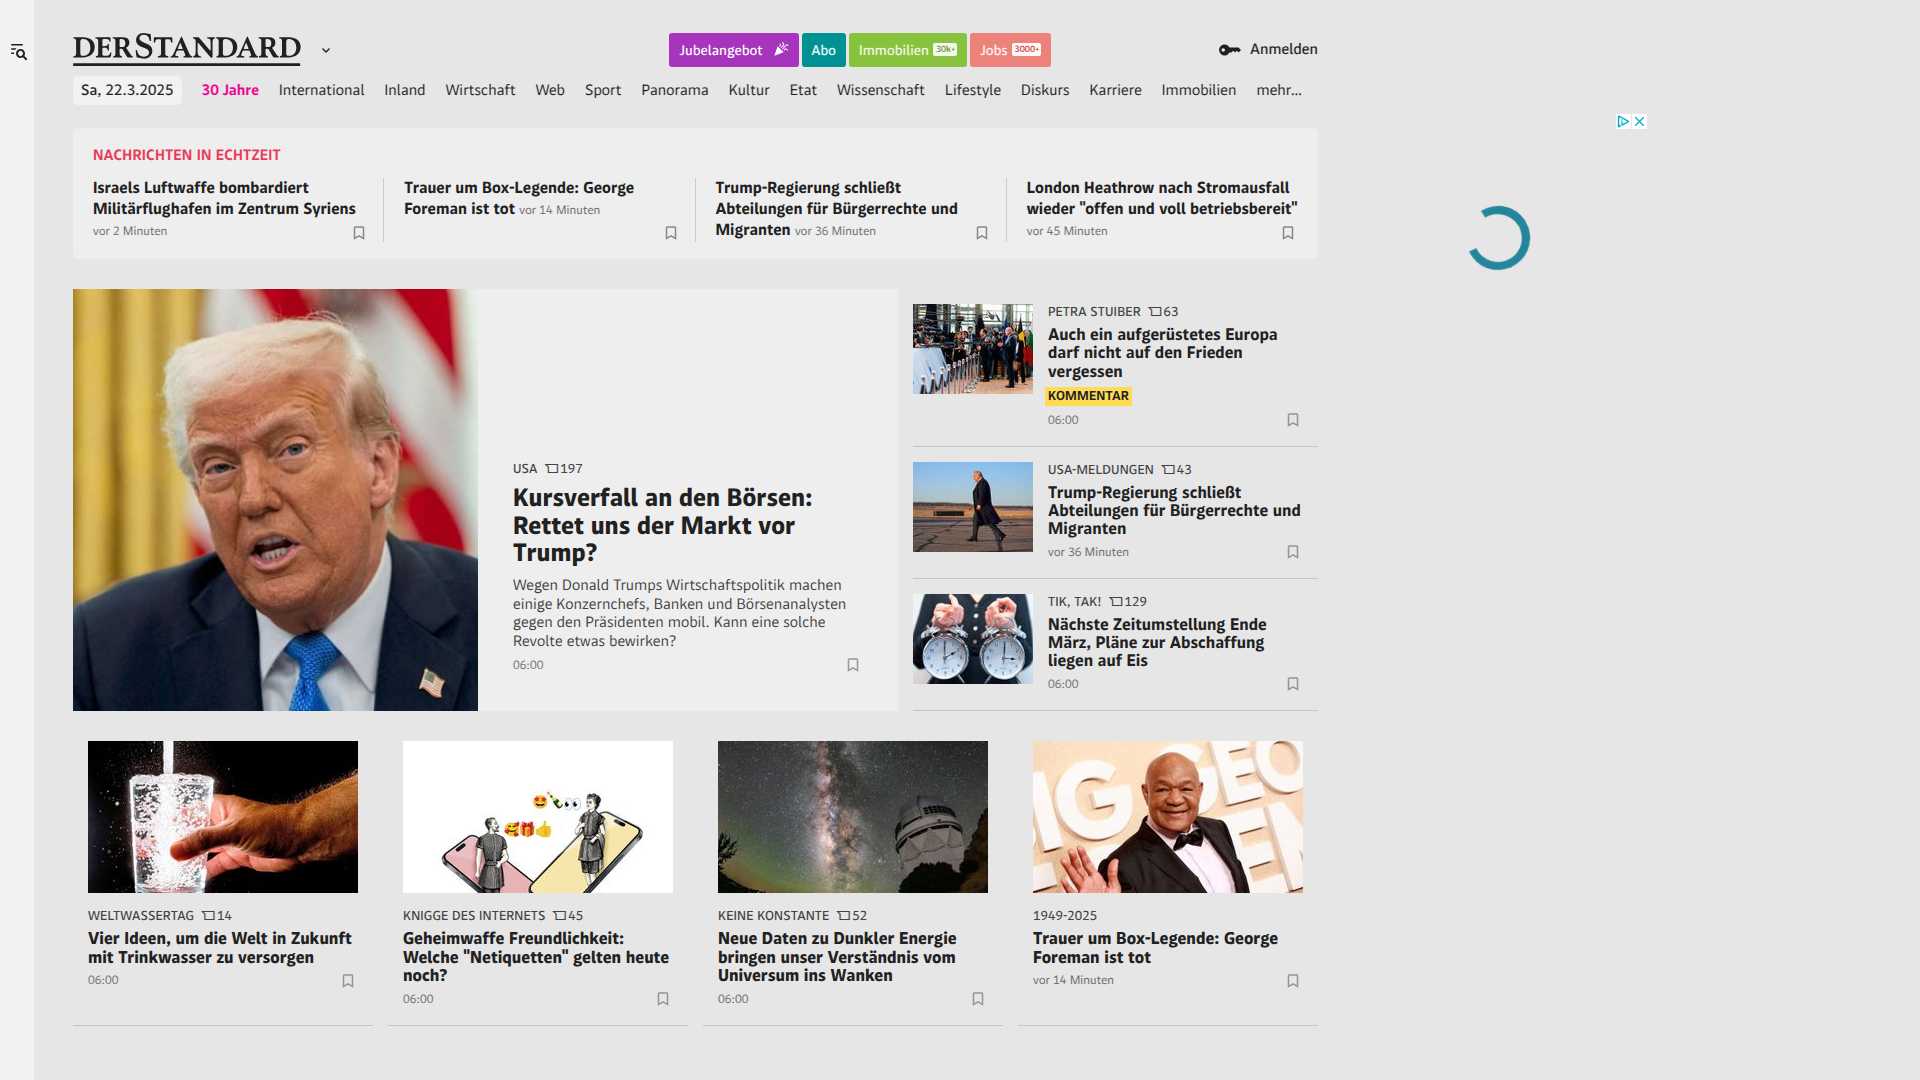 DERSTANDARD
Jubelangebot
Abo
Immobilien 30k+
Jobs 3000+
Anmelden
Sa, 22.3.2025
30 Jahre
International
Inland
Wirtschaft
Web
Sport
Panorama
Kultur
Etat
Wissenschaft
Lifestyle
Diskurs
Karriere
Immobilien
mehr...
NACHRICHTEN IN ECHTZEIT
Israels Luftwaffe bombardiert
Militärflughafen im Zentrum Syriens
vor 2 Minuten
Trauer um Box-Legende: George
Foreman ist tot vor 14 Minuten
Trump-Regierung schließt
Abteilungen für Bürgerrechte und
Migranten vor 36 Minuten
London Heathrow nach Stromausfall
wieder "offen und voll betriebsbereit"
vor 45 Minuten
USA 197
Kursverfall an den Börsen:
Rettet uns der Markt vor
Trump?
Wegen Donald Trumps Wirtschaftspolitik machen
einige Konzernchefs, Banken und Börsenanalysten
gegen den Präsidenten mobil. Kann eine solche
Revolte etwas bewirken?
06:00
PETRA STUIBER 63
Auch ein aufgerüstetes Europa
darf nicht auf den Frieden
vergessen
KOMMENTAR
06:00
USA-MELDUNGEN 43
Trump-Regierung schließt
Abteilungen für Bürgerrechte und
Migranten
vor 36 Minuten
TIK, TAK! 129
Nächste Zeitumstellung Ende
März, Pläne zur Abschaffung
liegen auf Eis
06:00
WELTWASSERTAG 14
Vier Ideen, um die Welt in Zukunft
mit Trinkwasser zu versorgen
06:00
KNIGGE DES INTERNETS 45
Geheimwaffe Freundlichkeit:
Welche "Netiquetten" gelten heute
noch?
06:00
KEINE KONSTANTE 52
Neue Daten zu Dunkler Energie
bringen unser Verständnis vom
Universum ins Wanken
06:00
1949-2025
Trauer um Box-Legende: George
Foreman ist tot
vor 14 Minuten